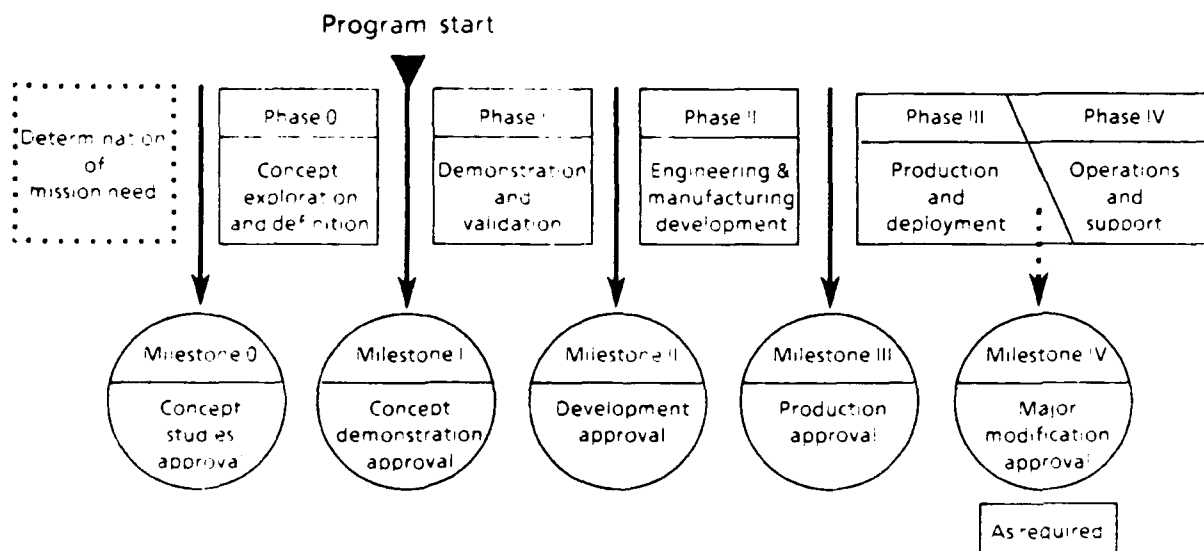 Program start
Determination
of
mission need
Phase 0
Concept
exploration
and definition
Phase I
Demonstration
and
validation
Phase II
Engineering &
manufacturing
development
Phase III
Production
and
deployment
Phase IV
Operations
and
support
Milestone 0
Concept
studies
approval
Milestone I
Concept
demonstration
approval
Milestone II
Development
approval
Milestone III
Production
approval
Milestone IV
Major
modification
approval
As required